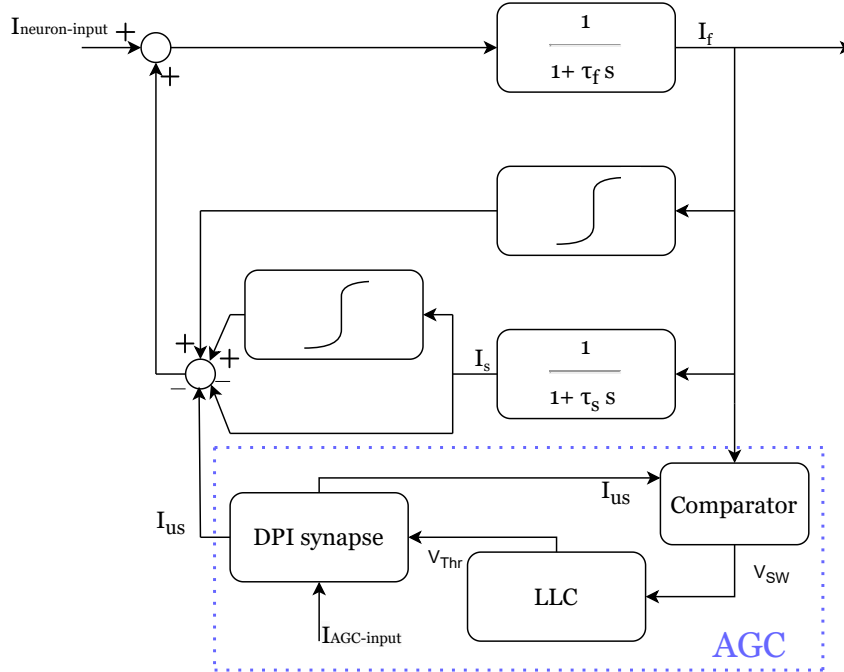 I neuron-input
+
+
1
1+ τf s
If
+
+
−
−
Is
1
1+ τs s
Ius
DPI synapse
Ius
Comparator
VThr
LLC
VSW
IAGC-input
AGC